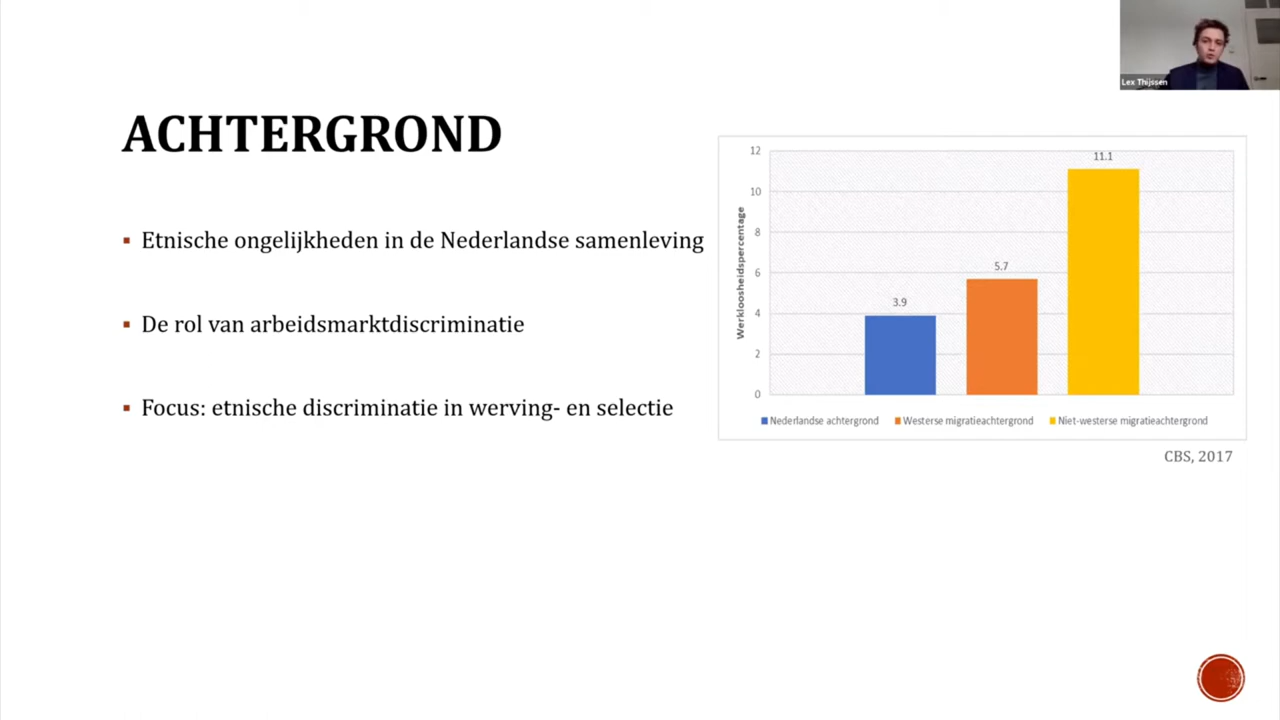 Lex Thijssen
ACHTERGROND
▪ Etnische ongelijkheden in de Nederlandse samenleving
▪ De rol van arbeidsmarktdiscriminatie
▪ Focus: etnische discriminatie in werving- en selectie
Werkloosheidspercentage
12
10
8
6
4
2
0
3.9
5.7
11.1
Nederlandse achtergrond
Westerse migratieachtergrond
Niet-westerse migratieachtergrond
CBS, 2017